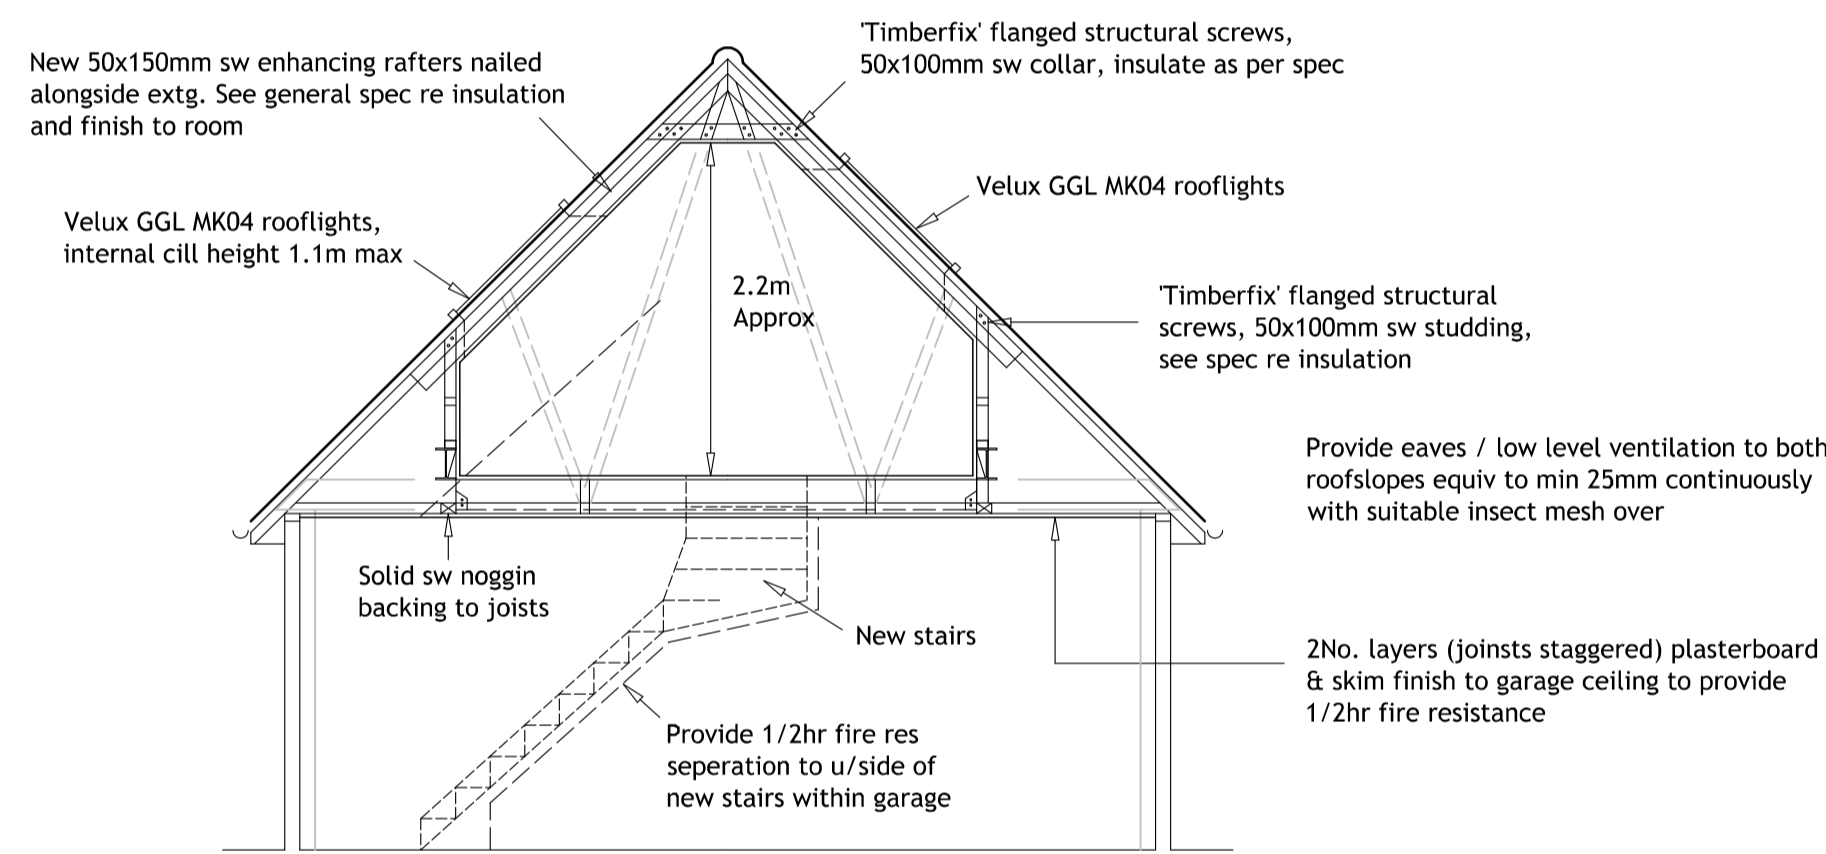 New 50x150mm sw enhancing rafters nailed
alongside extg. See general spec re insulation
and finish to room
'Timberfix' flanged structural screws,
50x100mm sw collar, insulate as per spec
Velux GGL MK04 rooflights
Velux GGL MK04 rooflights,
internal cill height 1.1m max
2.2m
Approx
'Timberfix' flanged structural
screws, 50x100mm sw studding,
see spec re insulation
Provide eaves / low level ventilation to both
roofslopes equiv to min 25mm continuously
with suitable insect mesh over
Solid sw noggin
backing to joists
New stairs
2No. layers (joinsts staggered) plasterboard
& skim finish to garage ceiling to provide
1/2hr fire resistance
Provide 1/2hr fire res
seperation to u/side of
new stairs within garage